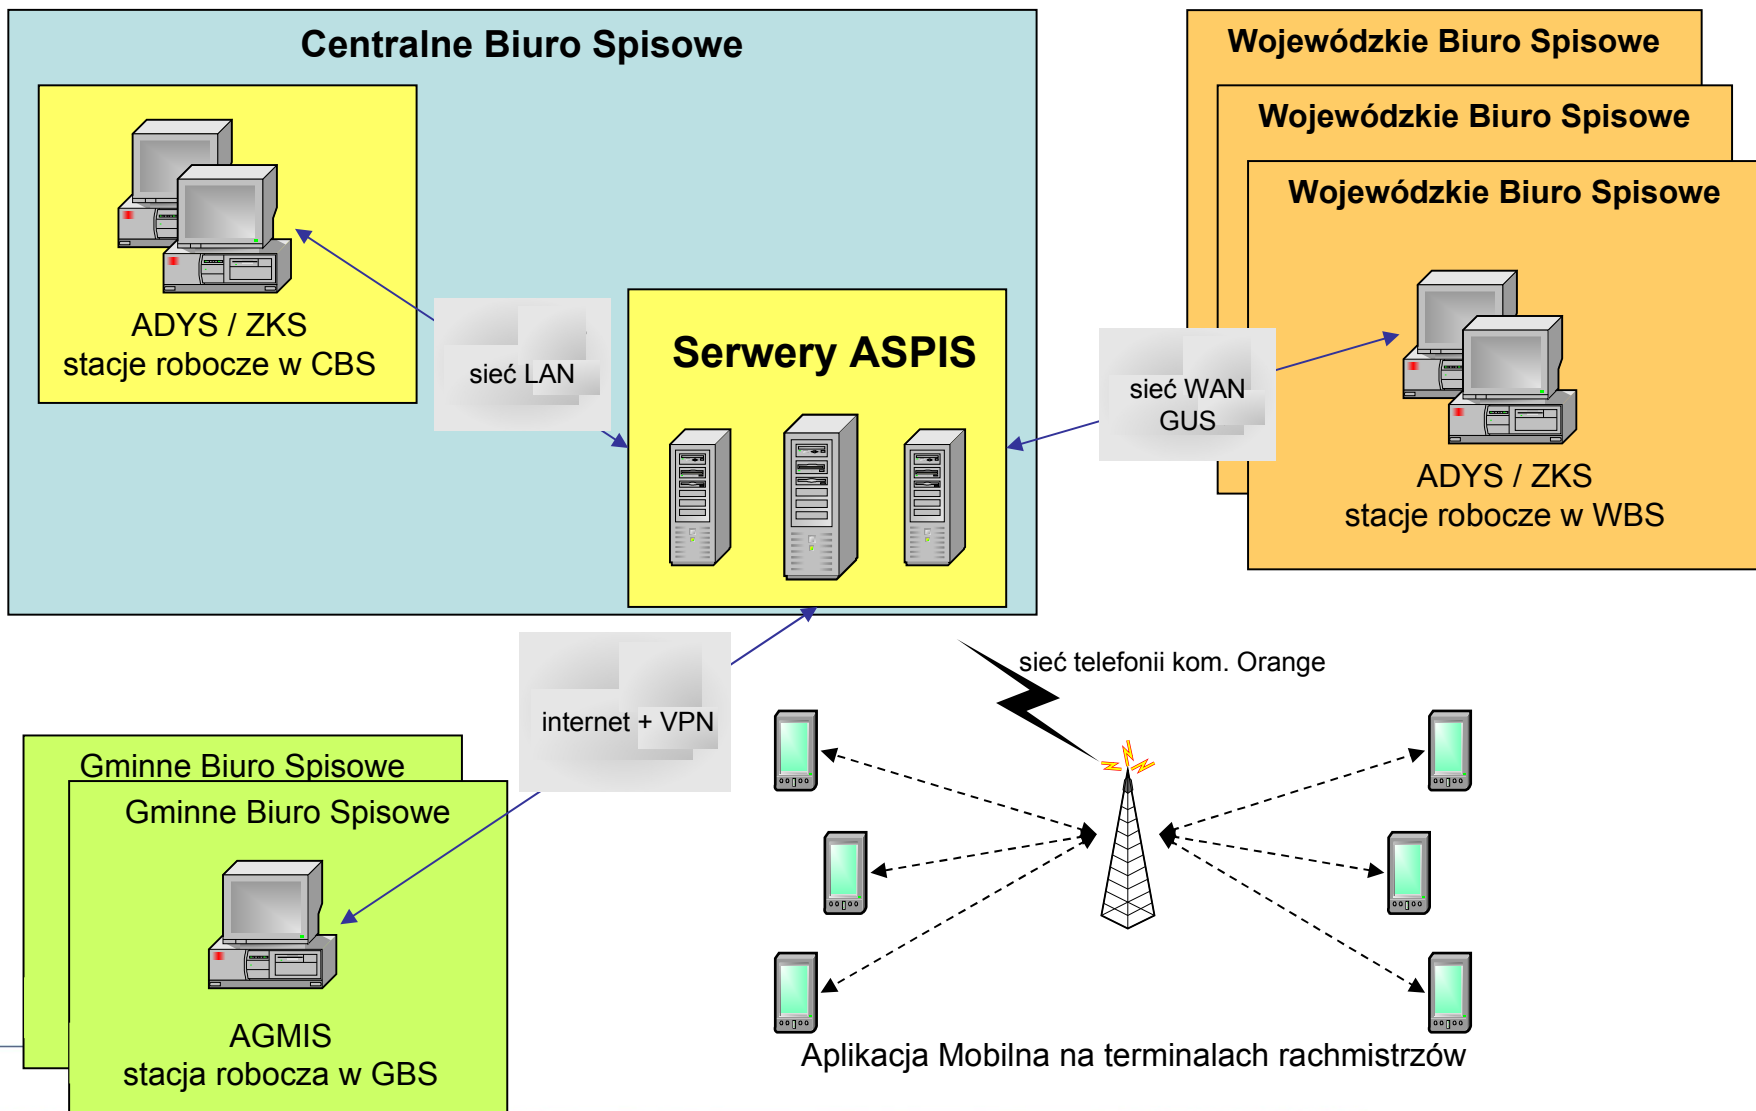 Centralne Biuro Spisowe
ADYS / ZKS
stacje robocze w CBS
sieć LAN
Serwery ASPIS
sieć WAN
GUS
Wojewódzkie Biuro Spisowe
Wojewódzkie Biuro Spisowe
Wojewódzkie Biuro Spisowe
ADYS / ZKS
stacje robocze w WBS
internet + VPN
sieć telefonii kom. Orange
Gminne Biuro Spisowe
Gminne Biuro Spisowe
AGMIS
stacja robocza w GBS
Aplikacja Mobilna na terminalach rachmistrzów